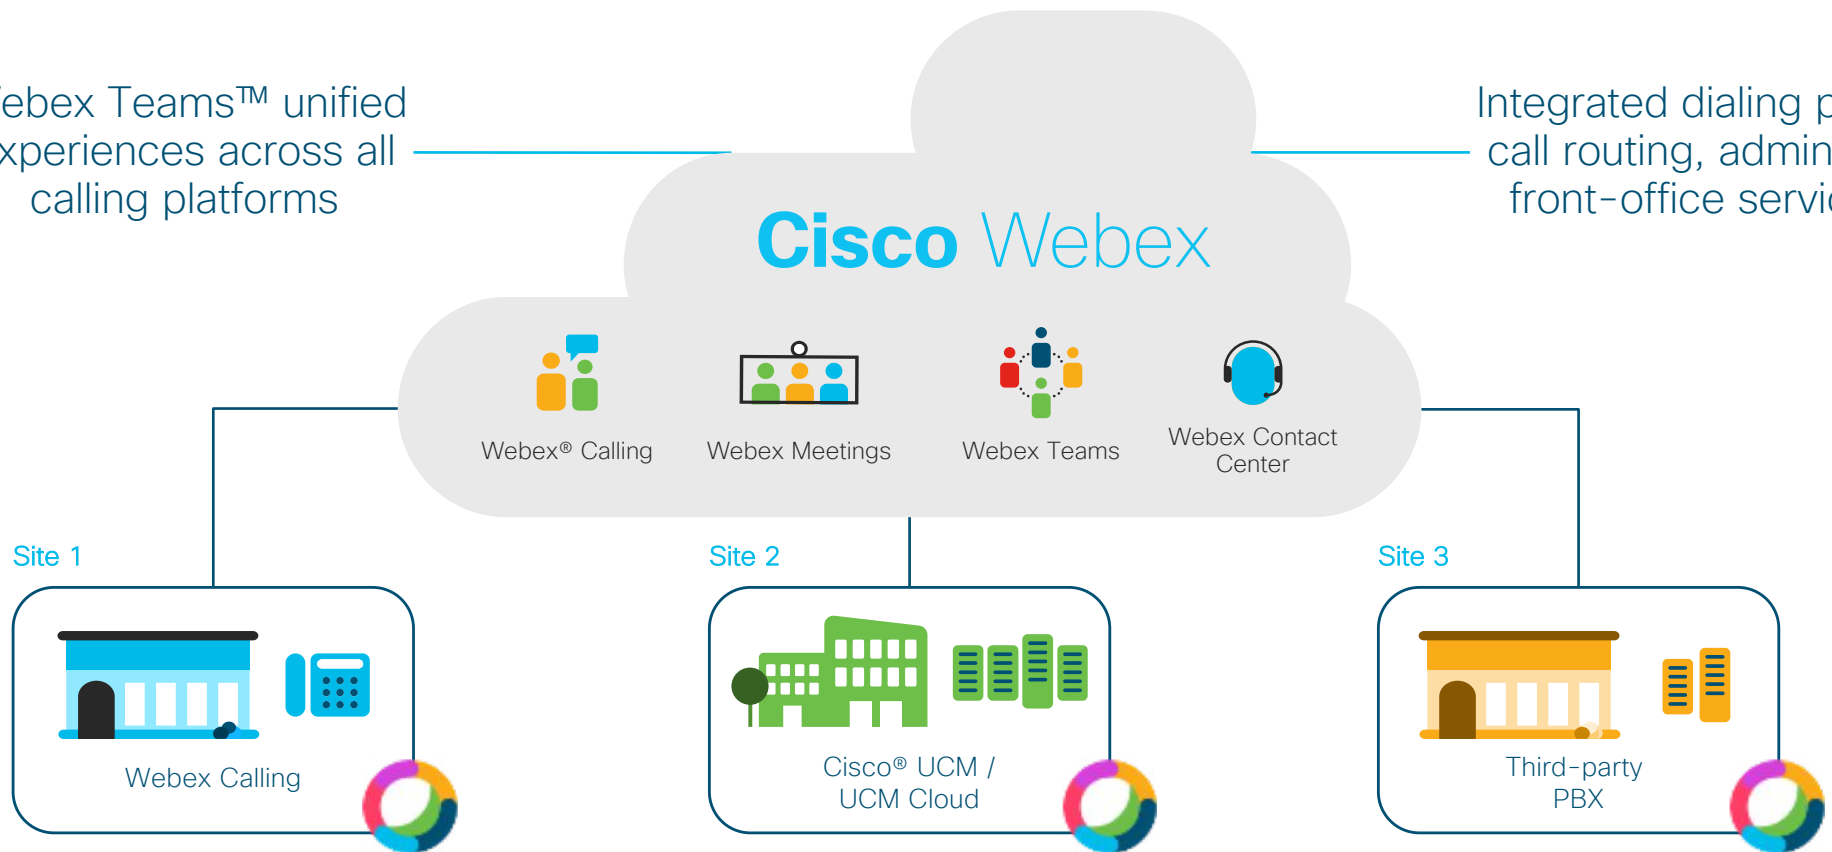 ebex Teams™ unified
xperiences across all
calling platforms
Integrated dialing p
call routing, admin
front-office servi
Cisco Webex
Webex® Calling
Webex Meetings
Webex Teams
Webex Contact
Center
Site 1
Webex Calling
Site 2
Cisco® UCM /
UCM Cloud
Site 3
Third-party
PBX